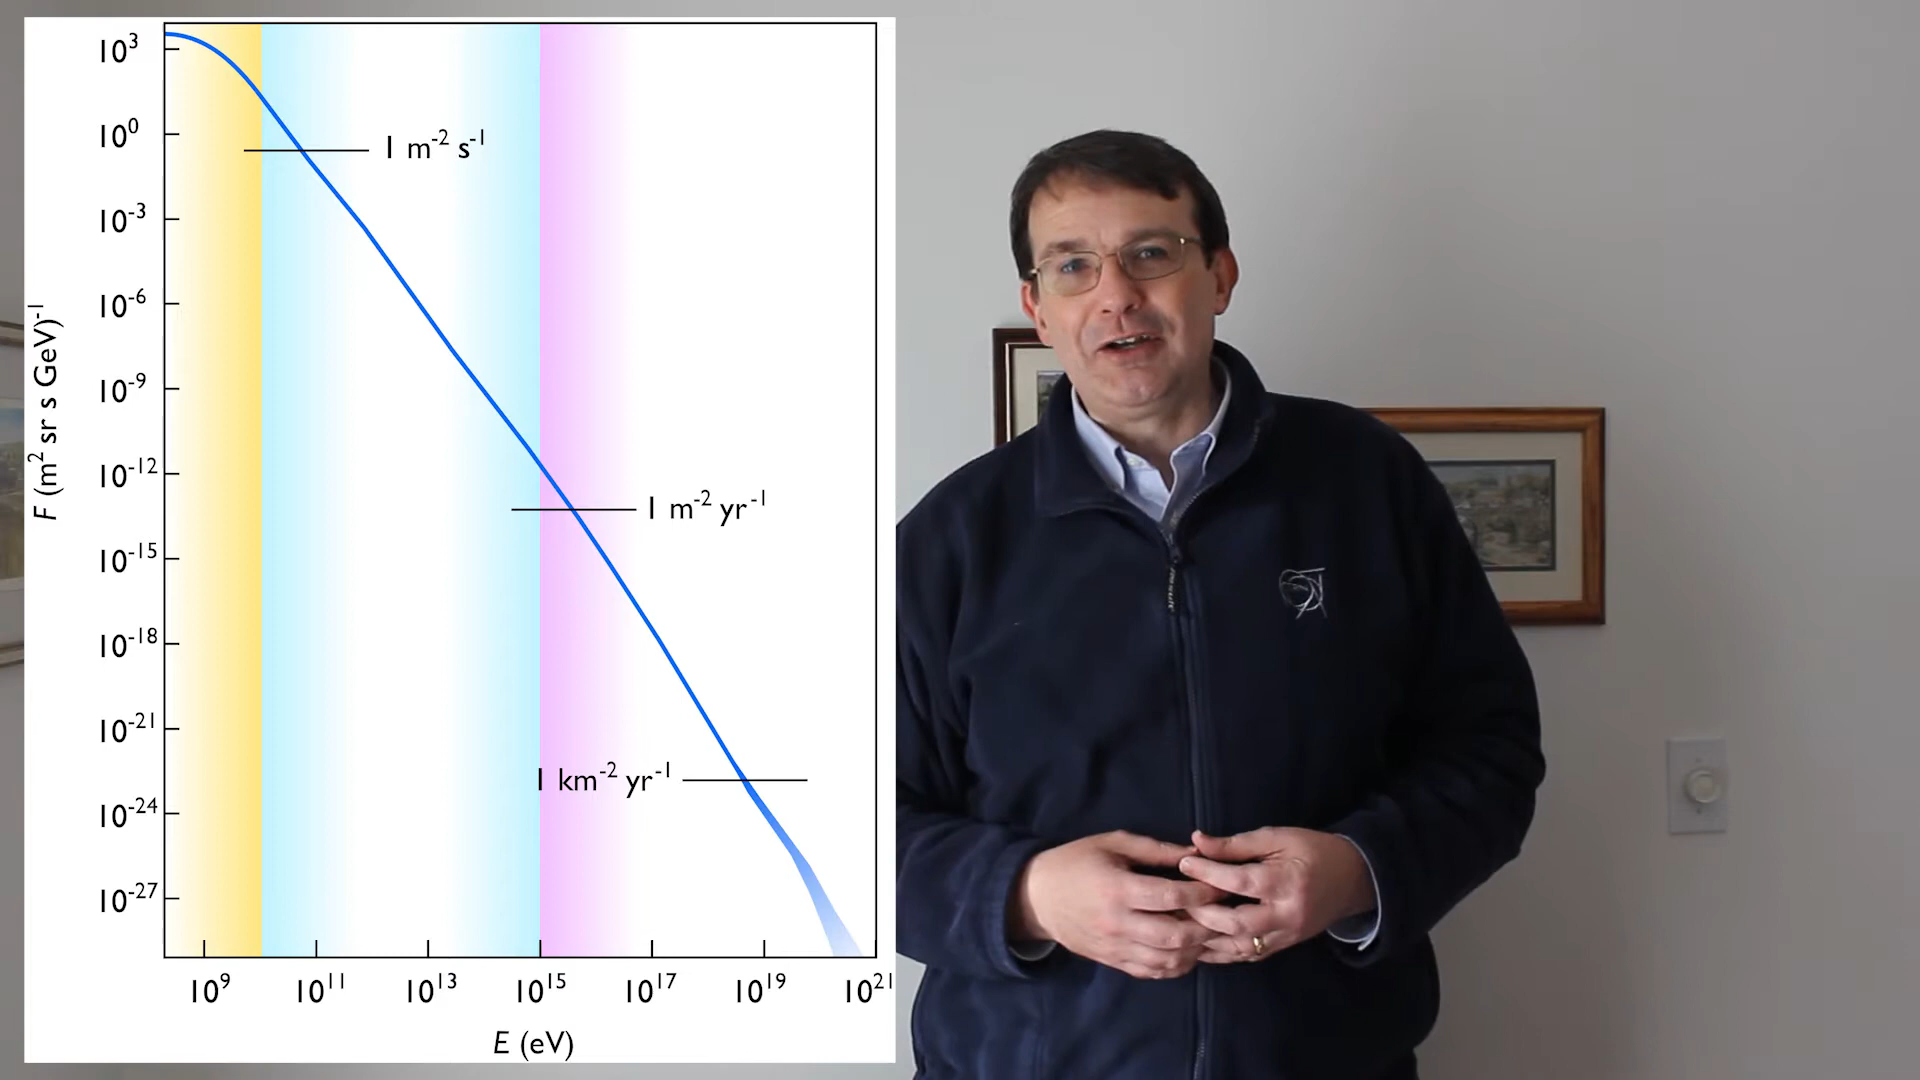 10³
10⁰
1 m⁻² s⁻¹
10⁻³
10⁻⁶
10⁻⁹
10⁻¹²
1 m⁻² yr⁻¹
10⁻¹⁵
10⁻¹⁸
10⁻²¹
1 km⁻² yr⁻¹
10⁻²⁴
10⁻²⁷
F (m² sr s GeV)⁻¹
10⁹ 10¹¹ 10¹³ 10¹⁵ 10¹⁷ 10¹⁹ 10²¹
E (eV)